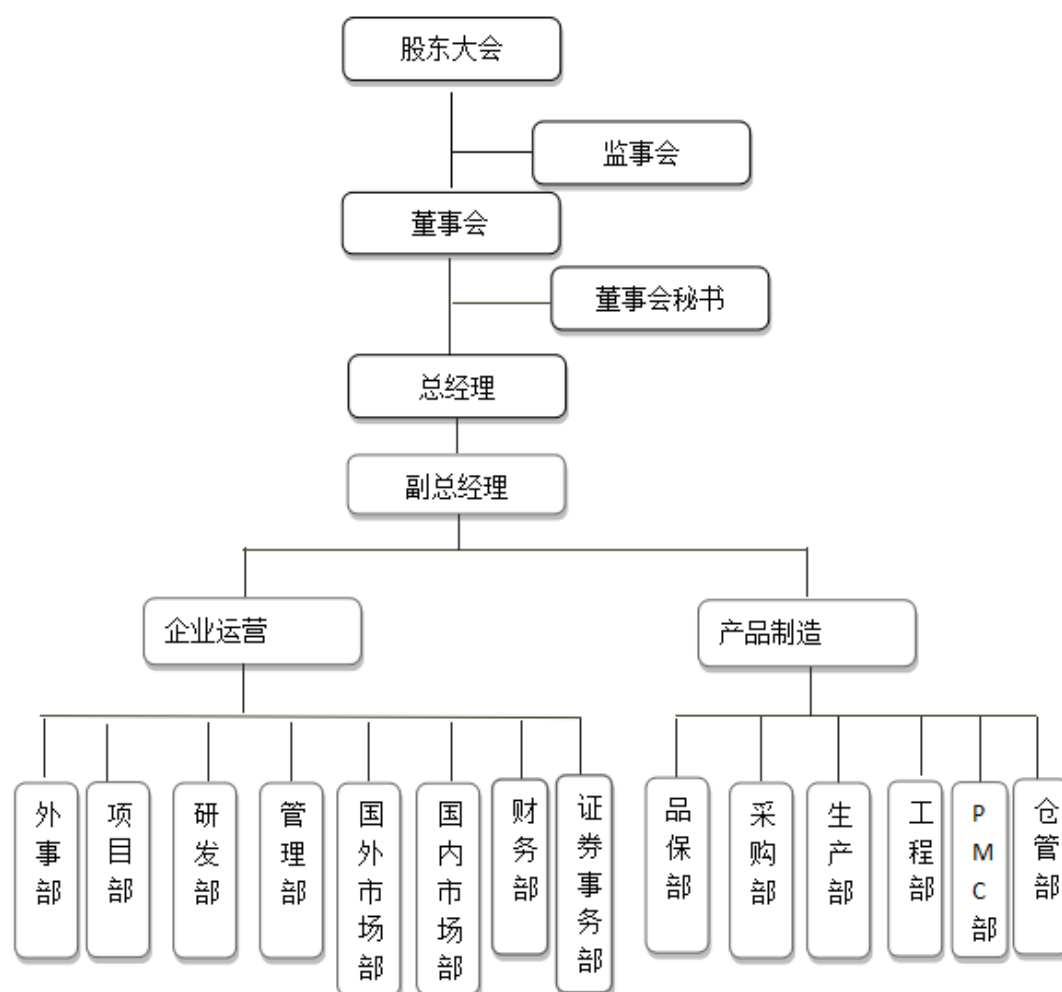 股东大会
监事会
董事会
董事会秘书
总经理
副总经理
企业运营
产品制造
外事部
项目部
研发部
管理部
国外市场部
国内市场部
财务部
证券事务部
品保部
采购部
生产部
工程部
PMC部
仓管部